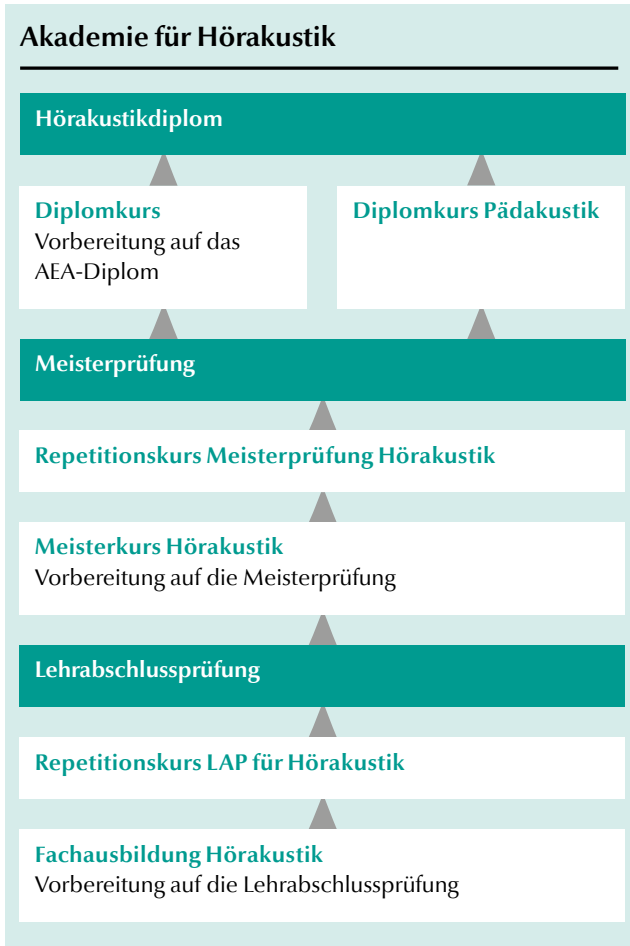 Akademie für Hörakustik
Hörakustikdiplom
Diplomkurs
Vorbereitung auf das
AEA-Diplom
Diplomkurs Pädakustik
Meisterprüfung
Repetitionskurs Meisterprüfung Hörakustik
Meisterkurs Hörakustik
Vorbereitung auf die Meisterprüfung
Lehrabschlussprüfung
Repetitionskurs LAP für Hörakustik
Fachausbildung Hörakustik
Vorbereitung auf die Lehrabschlussprüfung